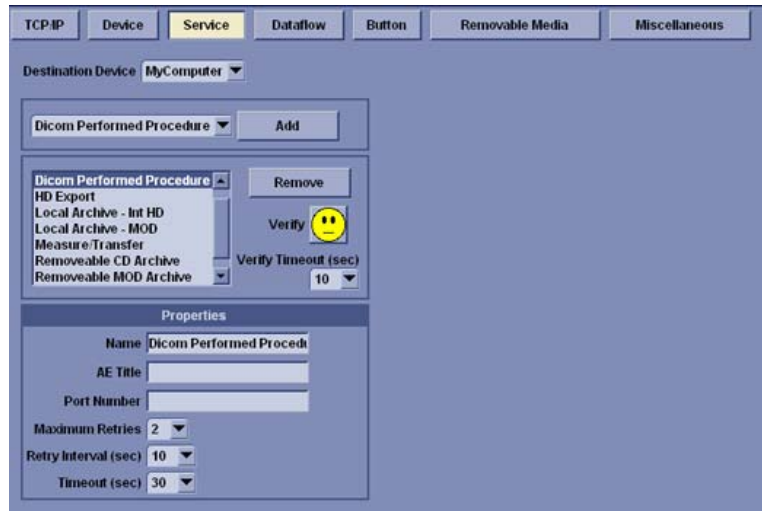 TCP/IP Device Service Dataflow Button Removable Media Miscellaneous
Destination Device MyComputer
Dicom Performed Procedure Add
Dicom Performed Procedure
HD Export
Local Archive - Int HD
Local Archive - MOD
Measure/Transfer
Removeable CD Archive
Removeable MOD Archive
Remove
Verify
Verify Timeout (sec)
10
Properties
Name Dicom Performed Procedu
AE Title
Port Number
Maximum Retries 2
Retry Interval (sec) 10
Timeout (sec) 30